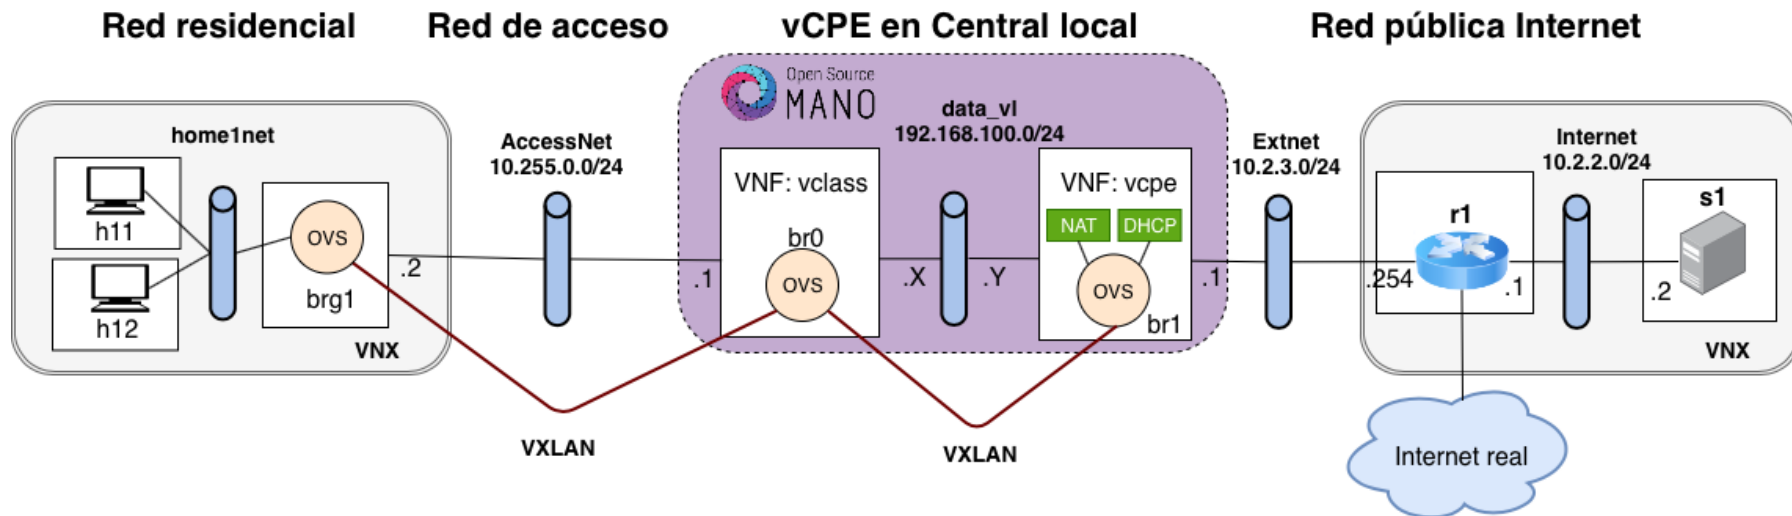 Red residencial
Red de acceso
vCPE en Central local
Red pública Internet
home1net
h11
h12
OVS
brg1
VNX
.2
AccessNet
10.255.0.0/24
.1
VXLAN
Open Source
MANO
data_vl
192.168.100.0/24
VNF: vclass
br0
OVS
.X
.Y
VNF: vcpe
NAT
DHCP
OVS
br1
.1
VXLAN
Extnet
10.2.3.0/24
.254
r1
.1
Internet
10.2.2.0/24
s1
.2
VNX
Internet real